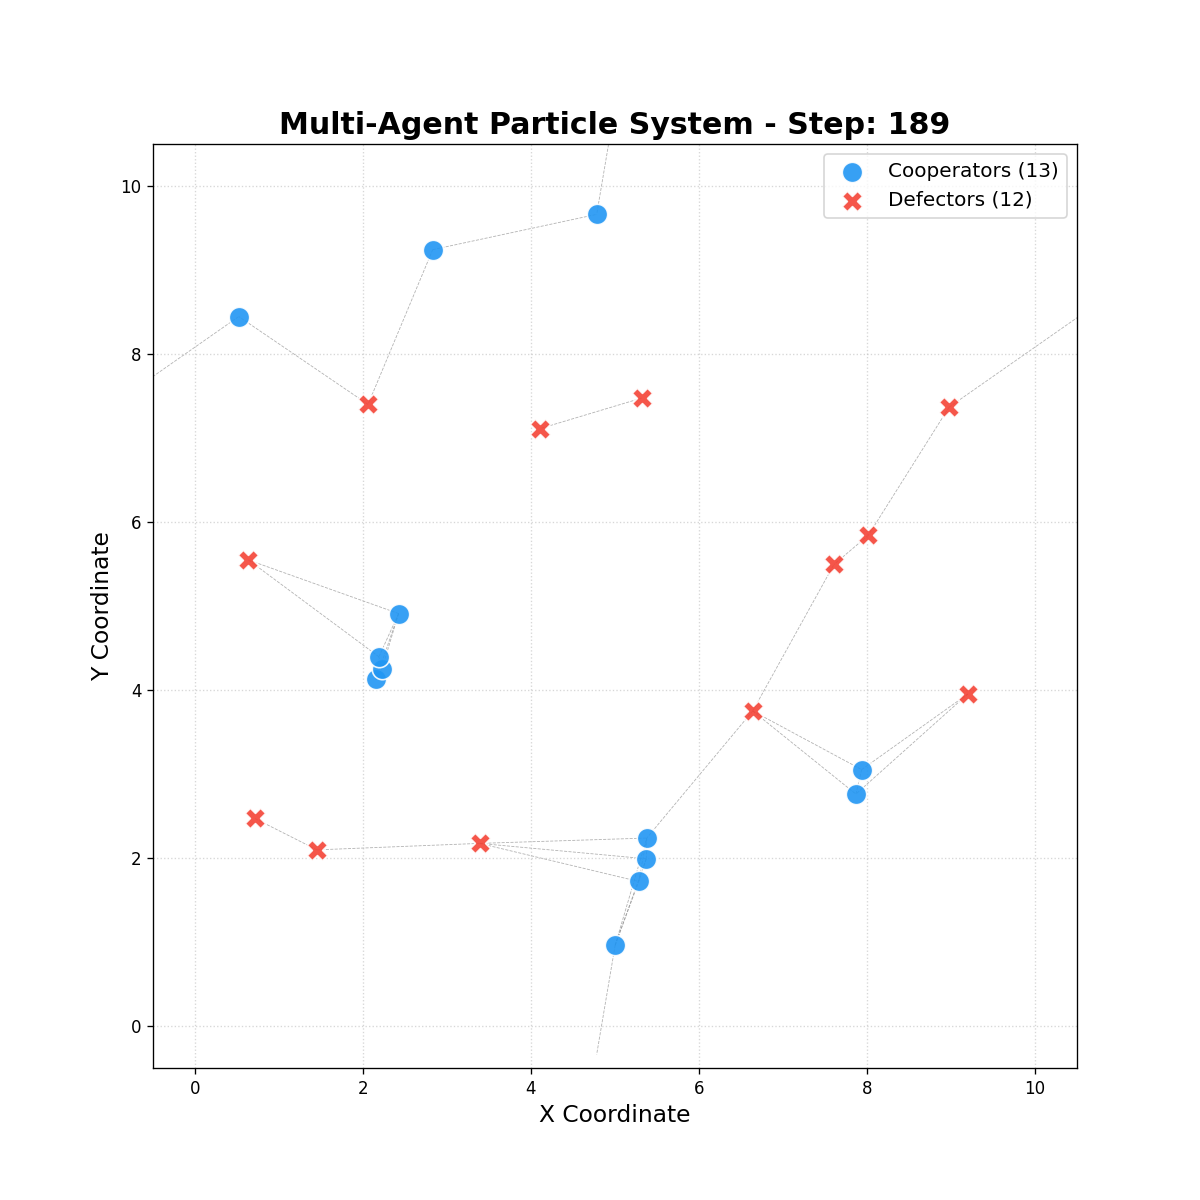 Multi-Agent Particle System - Step: 189
Cooperators (13)
Defectors (12)
10
8
6
4
2
0
Y Coordinate
0 2 4 6 8 10
X Coordinate